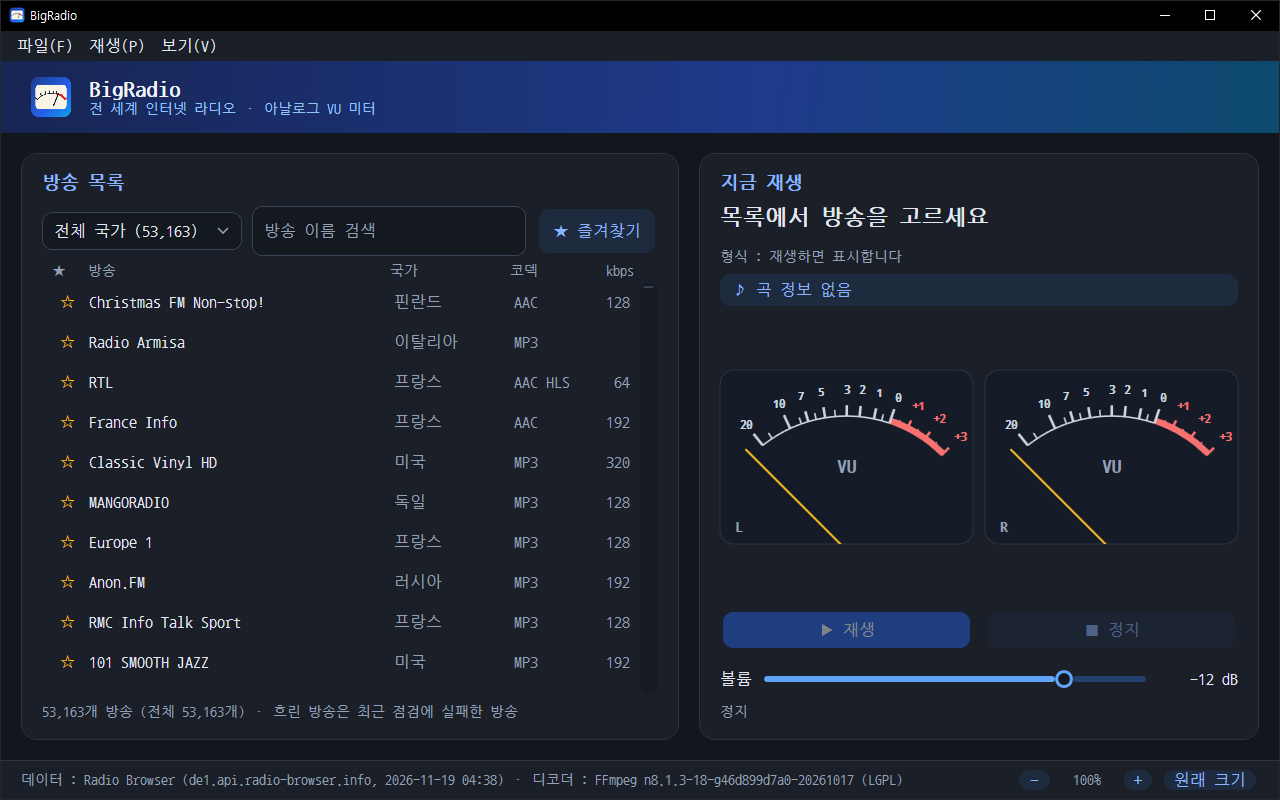 BigRadio
파일(F) 재생(P) 보기(V)
BigRadio
전 세계 인터넷 라디오 · 아날로그 VU 미터
방송 목록
전체 국가 (53,163) 방송 이름 검색 ★ 즐겨찾기
★ 방송 국가 코덱 kbps
☆ Christmas FM Non-stop! 핀란드 AAC 128
☆ Radio Armisa 이탈리아 MP3
☆ RTL 프랑스 AAC HLS 64
☆ France Info 프랑스 AAC 192
☆ Classic Vinyl HD 미국 MP3 320
☆ MANGORADIO 독일 MP3 128
☆ Europe 1 프랑스 MP3 128
☆ Anon.FM 러시아 MP3 192
☆ RMC Info Talk Sport 프랑스 MP3 128
☆ 101 SMOOTH JAZZ 미국 MP3 192
53,163개 방송 (전체 53,163개) · 흐린 방송은 최근 점검에 실패한 방송
지금 재생
목록에서 방송을 고르세요
형식 : 재생하면 표시합니다
♪ 곡 정보 없음
20 10 7 5 3 2 1 0 +1 +2 +3
VU
L
20 10 7 5 3 2 1 0 +1 +2 +3
VU
R
▶ 재생 ■ 정지
볼륨 -12 dB
정지
데이터 : Radio Browser (de1.api.radio-browser.info, 2026-11-19 04:38) · 디코더 : FFmpeg n8.1.3-18-g46d899d7a0-20261017 (LGPL)
− 100% + 원래 크기